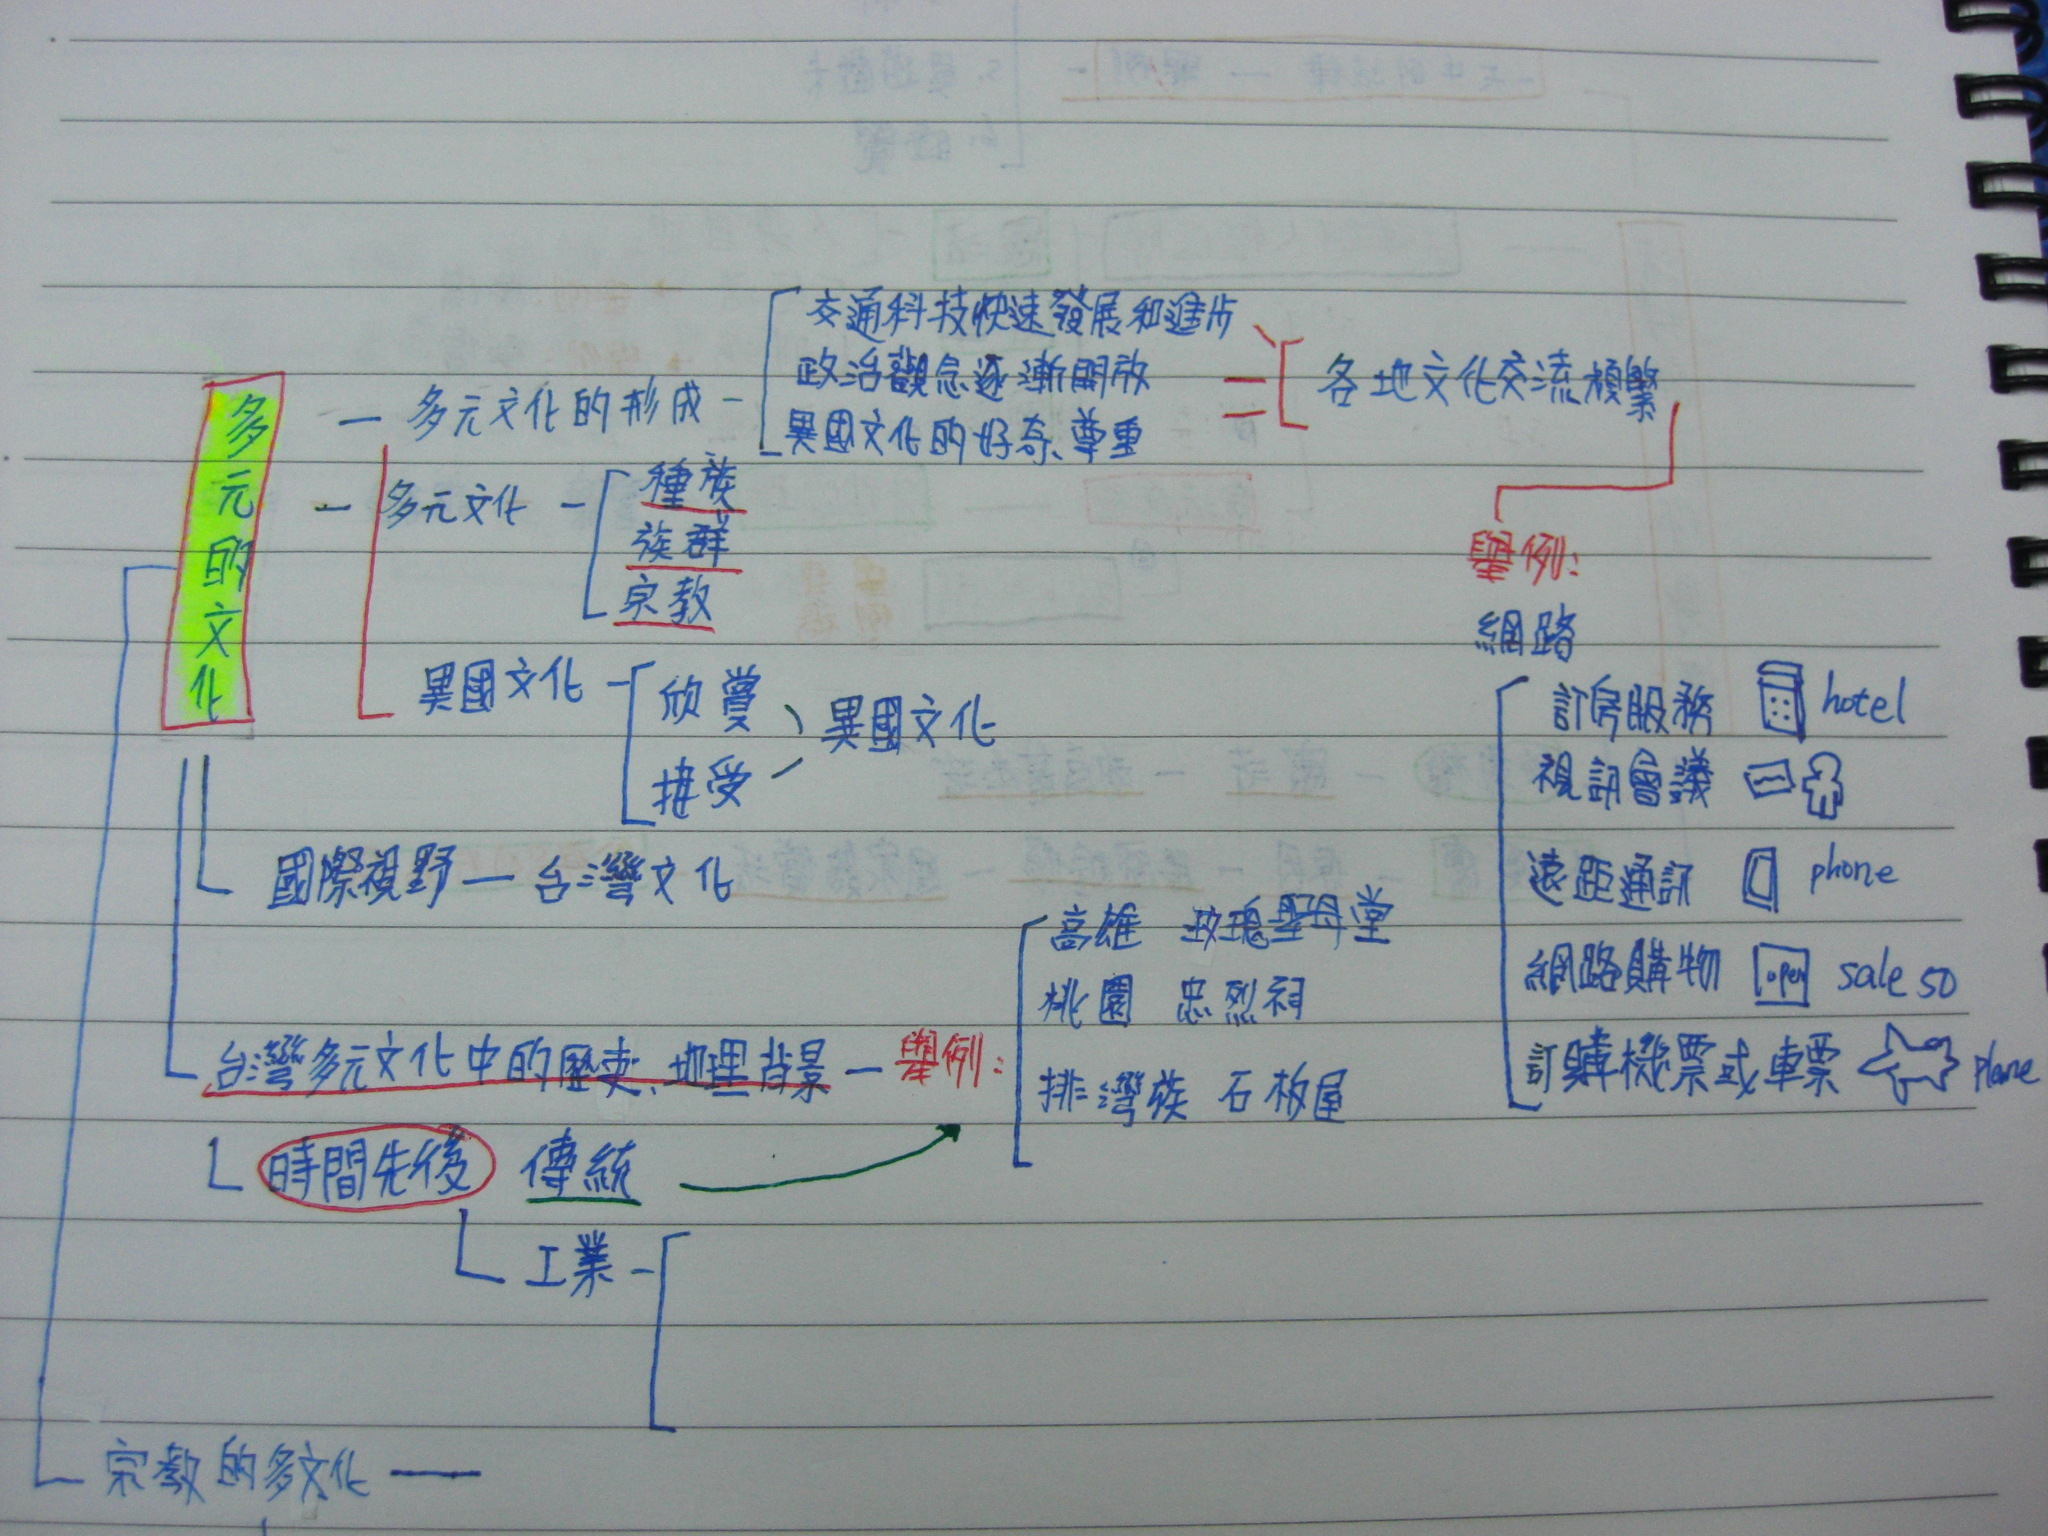 多元的文化
多元文化的形成
交通科技快速發展和進步
政治觀念逐漸開放
異國文化的好奇、尊重
各地文化交流頻繁
舉例:
網路
訂房服務 hotel
視訊會議
遠距通訊 phone
網路購物 open sale 50
訂購機票或車票 plane
多元文化
種族
族群
宗教
異國文化
欣賞
接受
異國文化
國際視野 — 台灣文化
台灣多元文化中的歷史、地理背景 — 舉例:
高雄 玫瑰聖母堂
桃園 忠烈祠
排灣族 石板屋
時間先後 傳統
工業
宗教的多文化